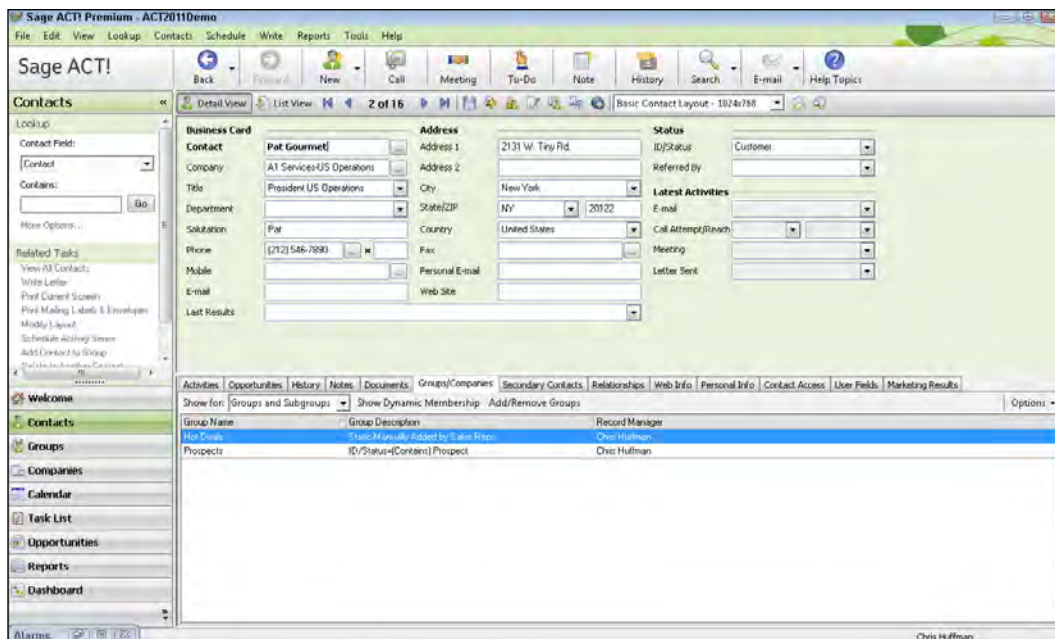 Sage ACT! Premium - ACT2011Demo
File Edit View Lookup Contacts Schedule Write Reports Tools Help
Sage ACT!
Back Forward New Call Meeting To-Do Note History Search E-mail Help Topics
Contacts «
Detail View List View 2 of 16 Basic Contact Layout - 1024x768
Lookup
Contact Field:
Contact
Contains:
Go
More Options...
Related Tasks
View All Contacts
Write Letter
Print Current Screen
Print Mailing Labels & Envelopes
Modify Layout
Schedule Activity Series
Add Contact to Group
Business Card
Contact Pat Gourmet
Company A1 Services-US Operations
Title President US Operations
Department
Salutation Pat
Phone (212) 546-7890 x
Mobile
E-mail
Last Results
Address
Address 1 2131 W. Tiny Rd.
Address 2
City New York
State/ZIP NY 20122
Country United States
Fax
Personal E-mail
Web Site
Status
ID/Status Customer
Referred By
Latest Activities
E-mail
Call Attempt/Reach
Meeting
Letter Sent
Activities Opportunities History Notes Documents Groups/Companies Secondary Contacts Relationships Web Info Personal Info Contact Access User Fields Marketing Results
Show for: Groups and Subgroups Show Dynamic Membership Add/Remove Groups Options
Group Name Group Description Record Manager
Hot Deals Static-Manually Added by Sales Reps Chris Huffman
Prospects ID/Status=(Contains) Prospect Chris Huffman
Welcome
Contacts
Groups
Companies
Calendar
Task List
Opportunities
Reports
Dashboard
Alarms
Chris Huffman